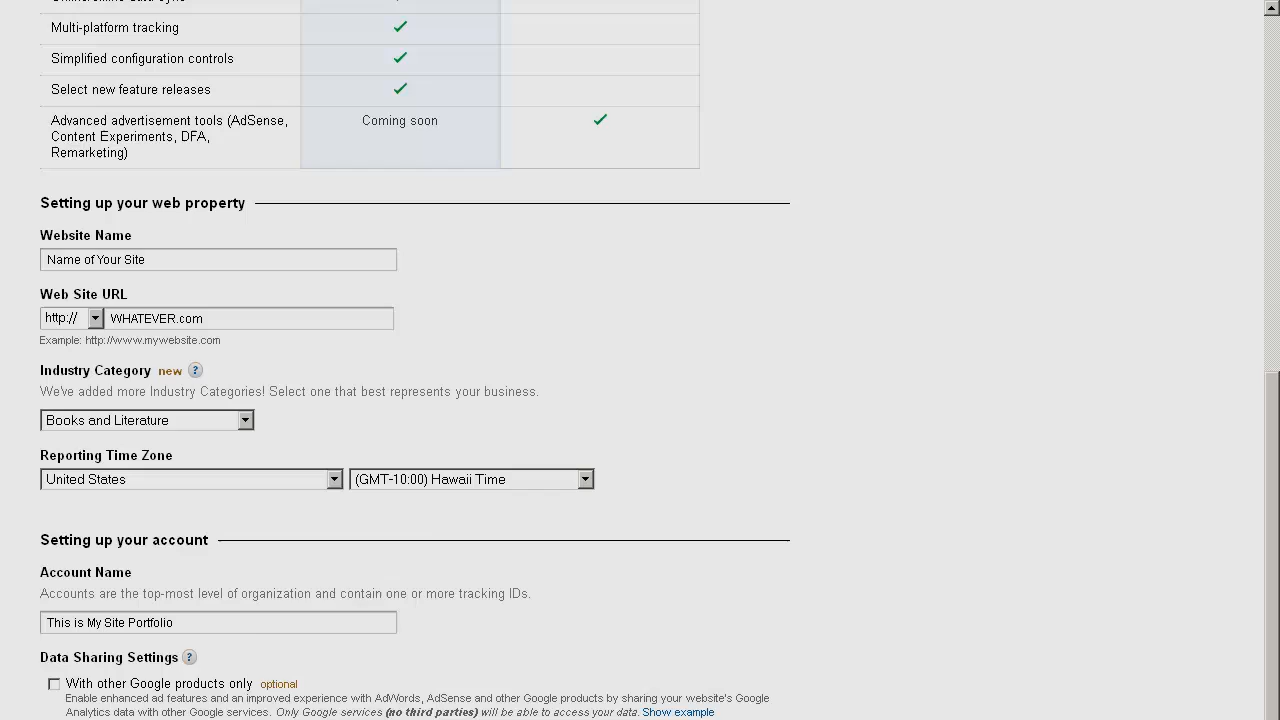 Multi-platform tracking
Simplified configuration controls
Select new feature releases
Advanced advertisement tools (AdSense, Coming soon
Content Experiments, DFA,
Remarketing)
Setting up your web property
Website Name
Name of Your Site
Web Site URL
http:// WHATEVER.com
Example: http://www.mywebsite.com
Industry Category new ?
We've added more Industry Categories! Select one that best represents your business.
Books and Literature
Reporting Time Zone
United States (GMT-10:00) Hawaii Time
Setting up your account
Account Name
Accounts are the top-most level of organization and contain one or more tracking IDs.
This is My Site Portfolio
Data Sharing Settings ?
With other Google products only optional
Enable enhanced ad features and an improved experience with AdWords, AdSense and other Google products by sharing your website's Google
Analytics data with other Google services. Only Google services (no third parties) will be able to access your data. Show example